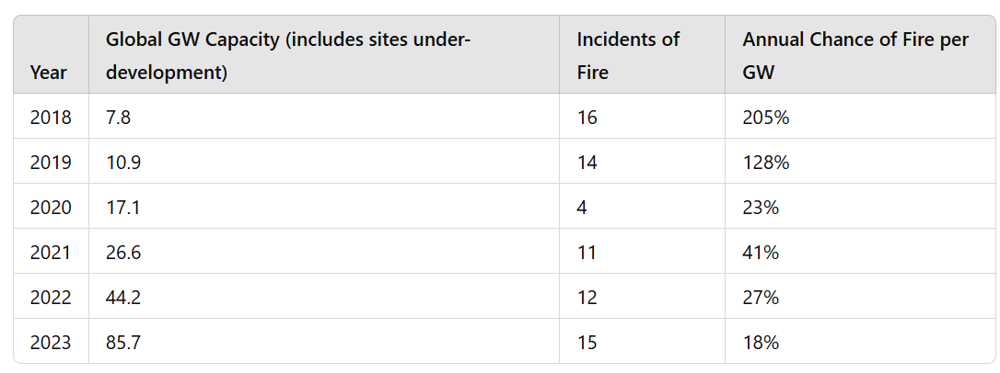 Year Global GW Capacity (includes sites under-development) Incidents of Fire Annual Chance of Fire per GW
2018 7.8 16 205%
2019 10.9 14 128%
2020 17.1 4 23%
2021 26.6 11 41%
2022 44.2 12 27%
2023 85.7 15 18%